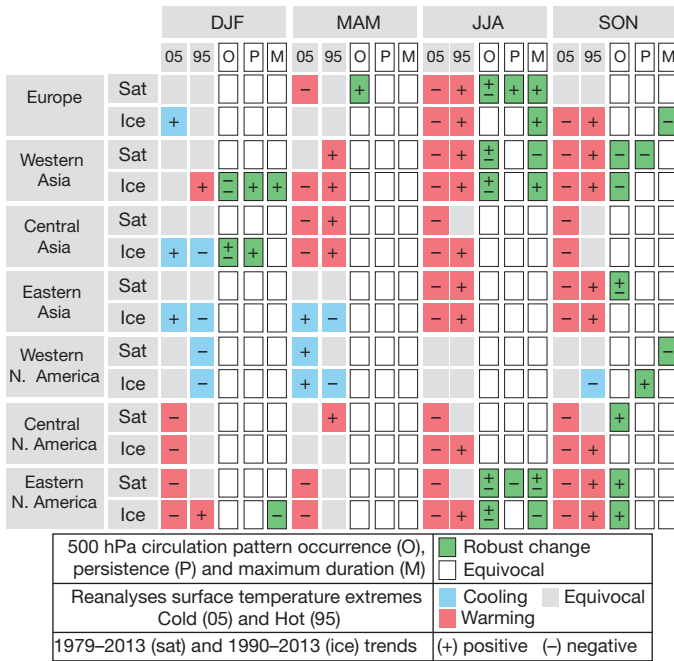 DJF MAM JJA SON
05 95 O P M 05 95 O P M 05 95 O P M 05 95 O P M
Europe
Sat − + − + ± + +
Ice + − + + − + −
Western
Asia
Sat + − + ± − − + − −
Ice + −− + + − + − + ± + − + −
Central
Asia
Sat − + − −
Ice + − ± + − + − + −
Eastern
Asia
Sat − + − + ±
Ice + − + − − + − +
Western
N. America
Sat − + −
Ice − + − − +
Central
N. America
Sat − + − − +
Ice − − + − +
Eastern
N. America
Sat − − − ± − ± − + +
Ice − + − − − + ± − − + +
500 hPa circulation pattern occurrence (O),
persistence (P) and maximum duration (M)
Robust change
Equivocal
Reanalyses surface temperature extremes
Cold (05) and Hot (95)
Cooling Equivocal
Warming
1979–2013 (sat) and 1990–2013 (ice) trends
(+) positive (−) negative